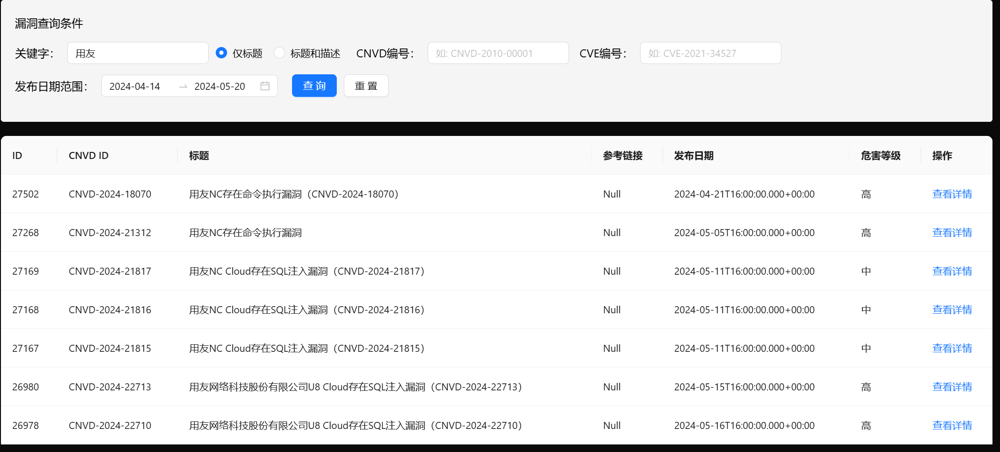 漏洞查询条件
关键字： 用友 仅标题 标题和描述 CNVD编号： 如: CNVD-2010-00001 CVE编号： 如: CVE-2021-34527
发布日期范围： 2024-04-14 → 2024-05-20 查 询 重 置
ID CNVD ID 标题 参考链接 发布日期 危害等级 操作
27502 CNVD-2024-18070 用友NC存在命令执行漏洞（CNVD-2024-18070） Null 2024-04-21T16:00:00.000+00:00 高 查看详情
27268 CNVD-2024-21312 用友NC存在命令执行漏洞 Null 2024-05-05T16:00:00.000+00:00 高 查看详情
27169 CNVD-2024-21817 用友NC Cloud存在SQL注入漏洞（CNVD-2024-21817） Null 2024-05-11T16:00:00.000+00:00 中 查看详情
27168 CNVD-2024-21816 用友NC Cloud存在SQL注入漏洞（CNVD-2024-21816） Null 2024-05-11T16:00:00.000+00:00 中 查看详情
27167 CNVD-2024-21815 用友NC Cloud存在SQL注入漏洞（CNVD-2024-21815） Null 2024-05-11T16:00:00.000+00:00 中 查看详情
26980 CNVD-2024-22713 用友网络科技股份有限公司U8 Cloud存在SQL注入漏洞（CNVD-2024-22713） Null 2024-05-15T16:00:00.000+00:00 高 查看详情
26978 CNVD-2024-22710 用友网络科技股份有限公司U8 Cloud存在SQL注入漏洞（CNVD-2024-22710） Null 2024-05-16T16:00:00.000+00:00 高 查看详情